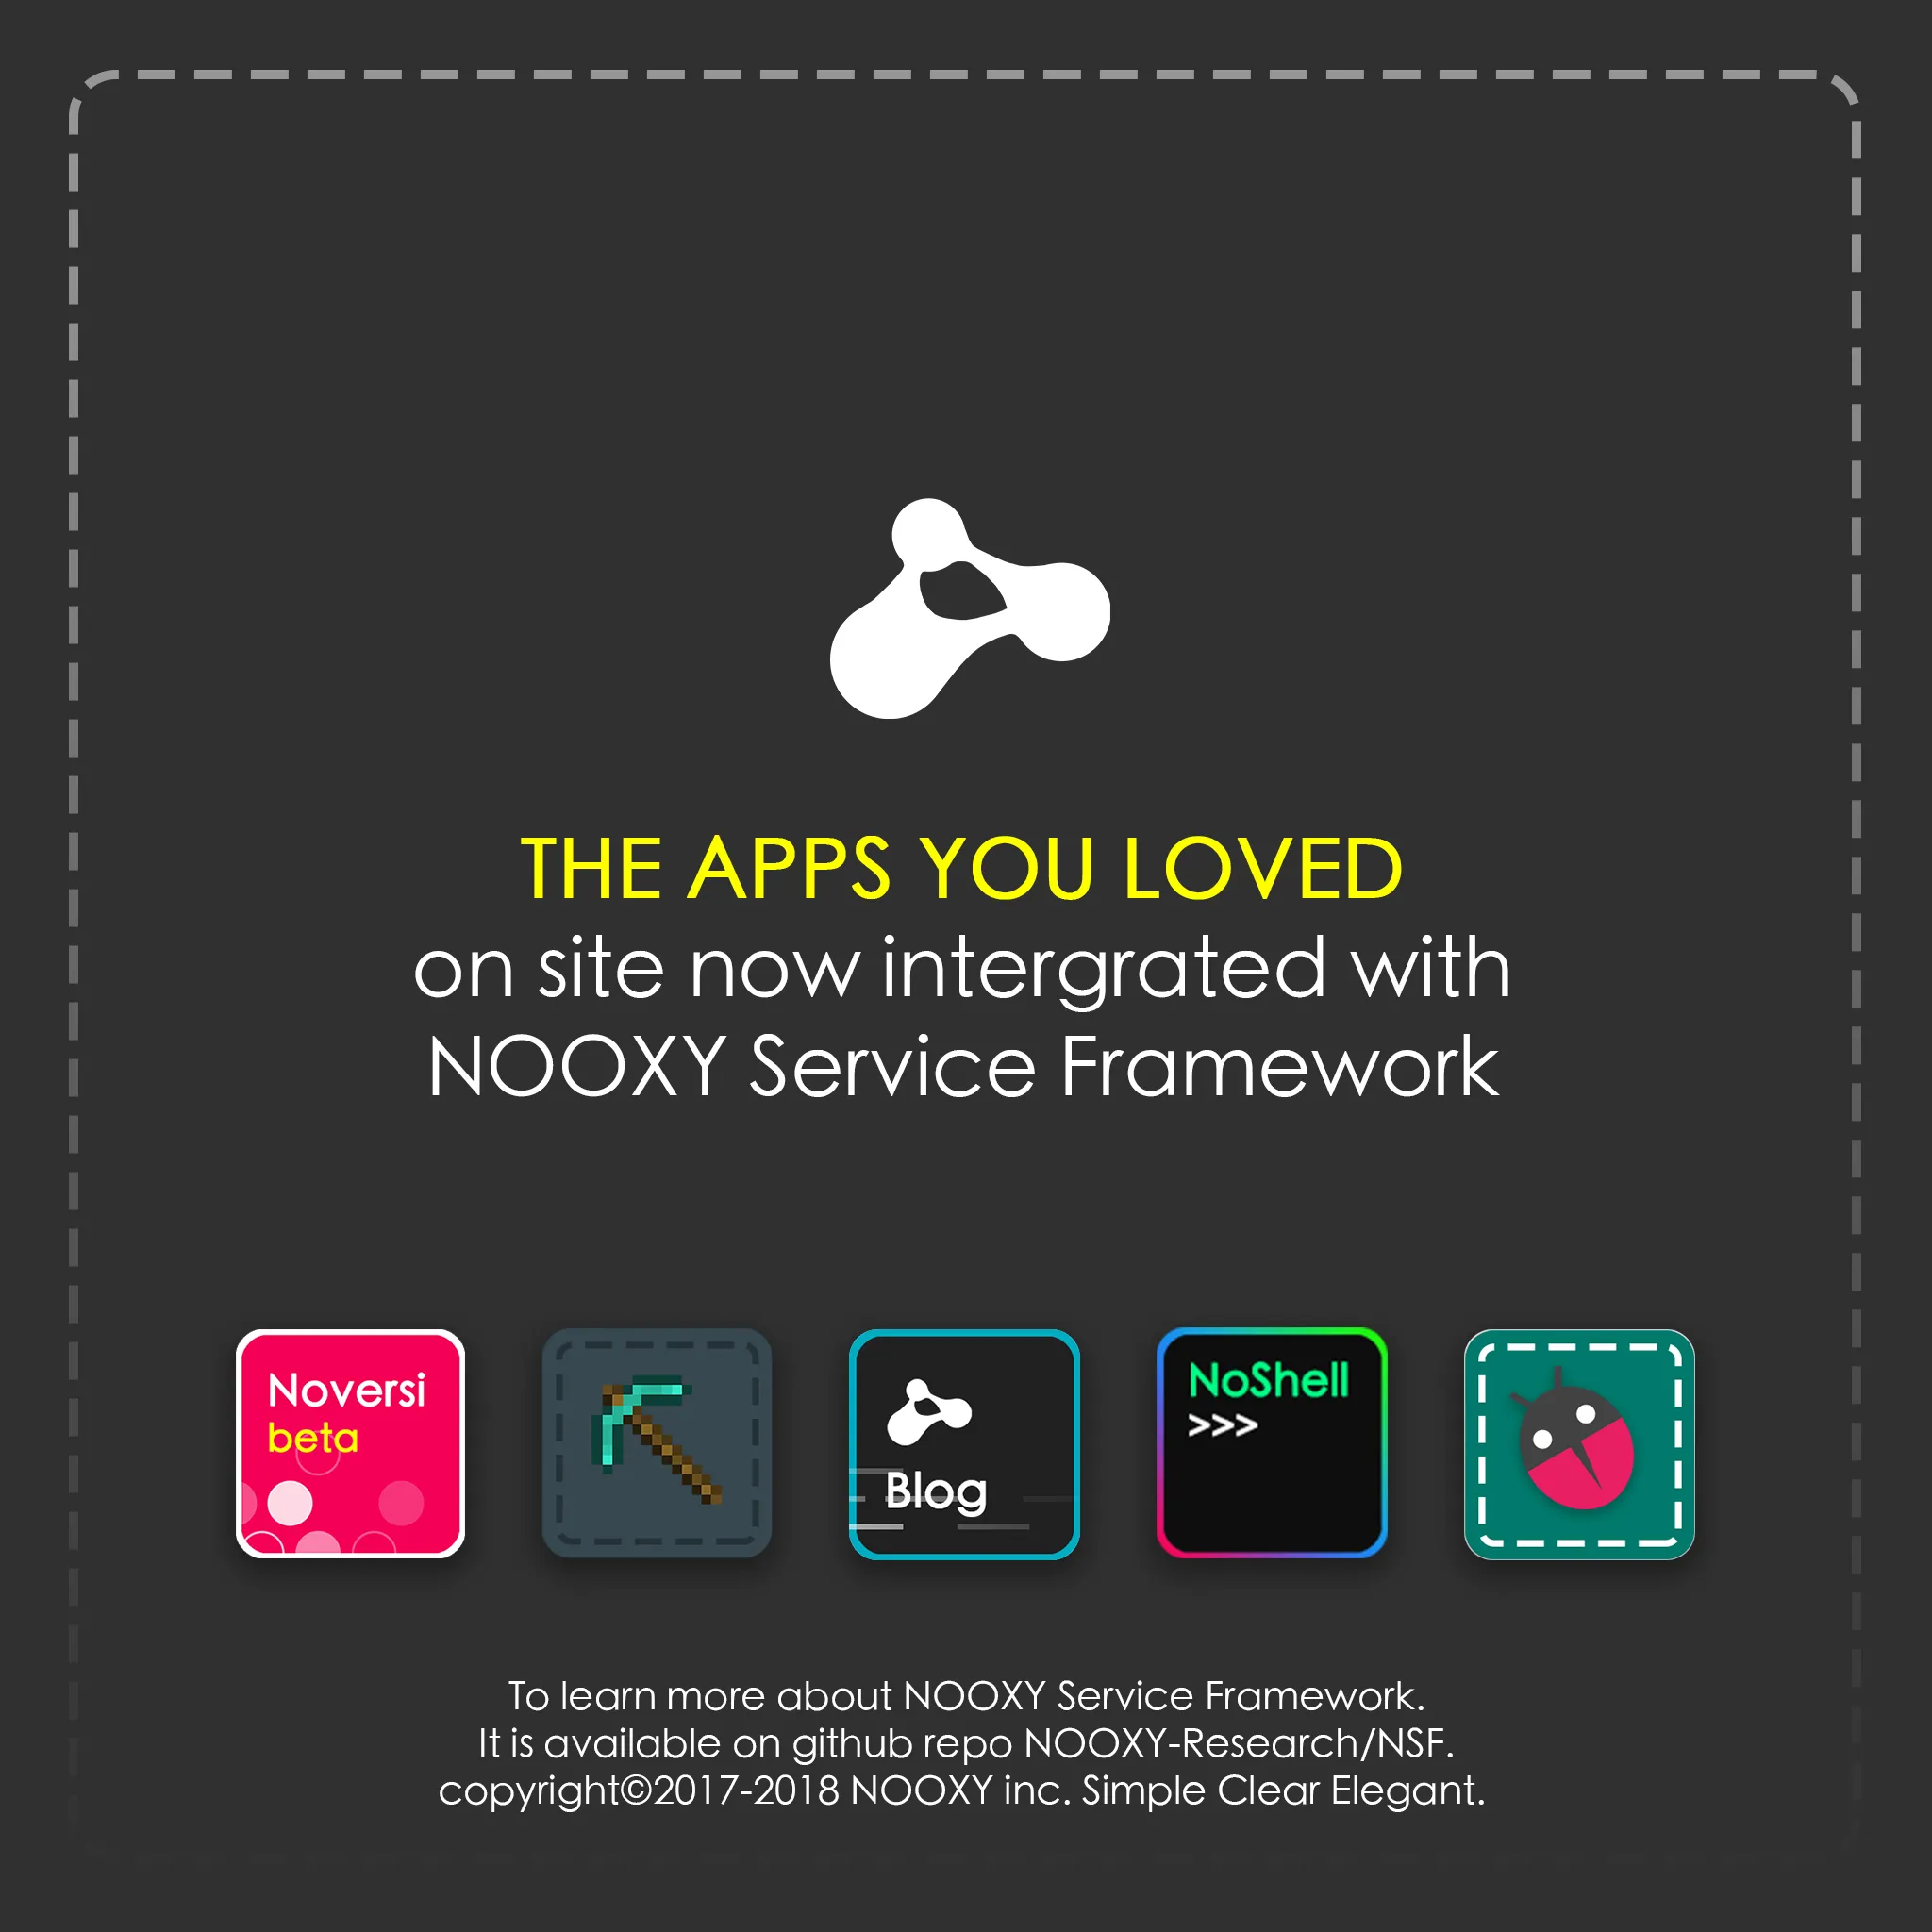 THE APPS YOU LOVED
on site now intergrated with
NOOXY Service Framework
Noversi
beta
Blog
NoShell
>>>
To learn more about NOOXY Service Framework.
It is available on github repo NOOXY-Research/NSF.
copyright©2017-2018 NOOXY inc. Simple Clear Elegant.